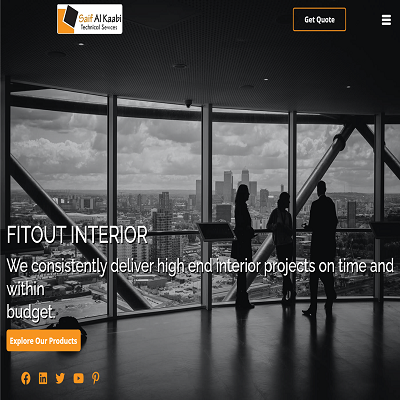 Saif Al Kaabi
Technical Services
Get Quote
FITOUT INTERIOR
We consistently deliver high end interior projects on time and
within
budget.
Explore Our Products